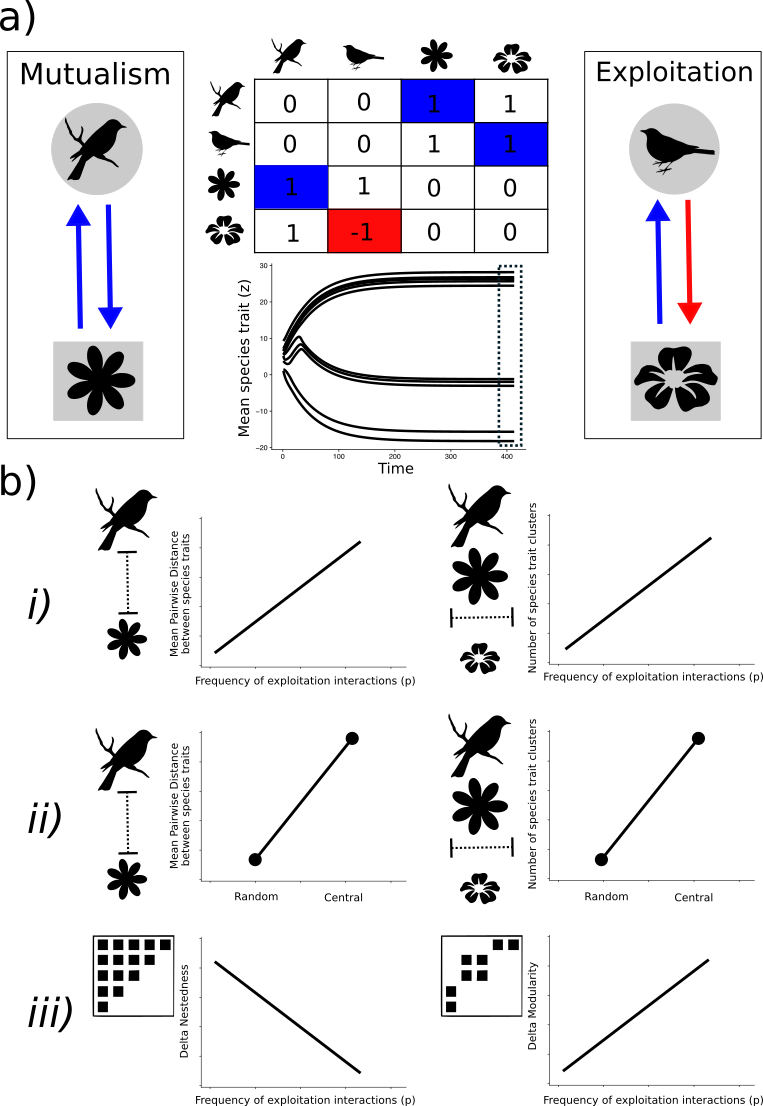 a)
Mutualism
Exploitation
0 0 1 1
0 0 1 1
1 1 0 0
1 -1 0 0
Mean species trait (z)
30
20
10
0
−10
−20
0 100 200 300 400
Time
b)
i)
Mean Pairwise Distance
between species traits
Frequency of exploitation interactions (p)
Number of species trait clusters
Frequency of exploitation interactions (p)
ii)
Mean Pairwise Distance
between species traits
Random Central
Number of species trait clusters
Random Central
iii)
Delta Nestedness
Frequency of exploitation interactions (p)
Delta Modularity
Frequency of exploitation interactions (p)